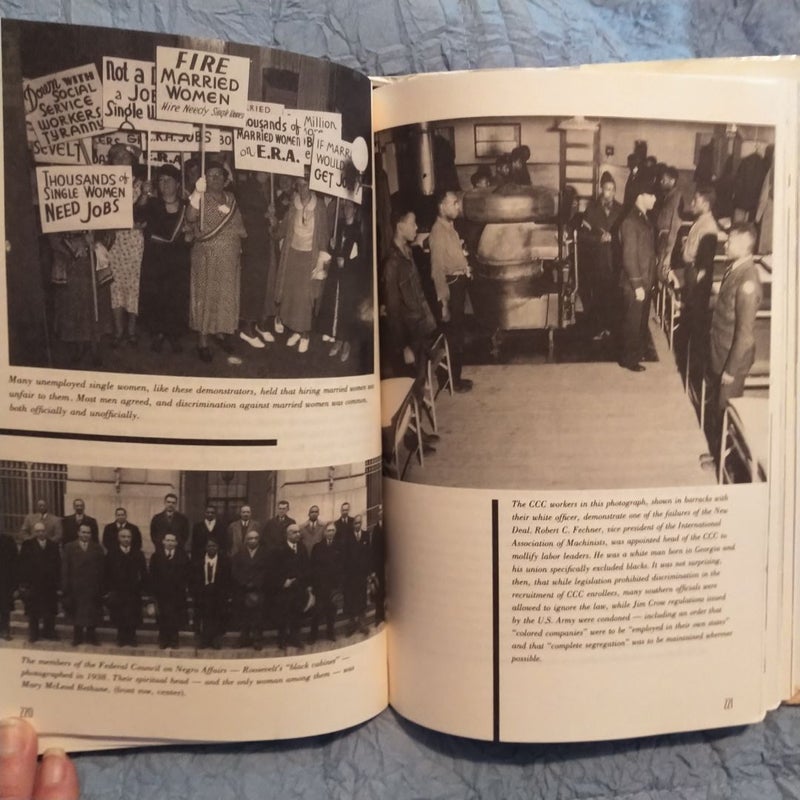 Down with
Social
Service
Workers
Tyranny
Not a
a Jo
Single W
FIRE
MARRIED
WOMEN
Hire Needy Single Ones
RIED
housands of
MARRIED WOMEN
on E.R.A.
Million
IF MARR
WOULD
GET
SEVELT
.R.A. JOBS
THOUSANDS of
SINGLE WOMEN
NEED JOBS
Many unemployed single women, like these demonstrators, held that hiring married women was
unfair to them. Most men agreed, and discrimination against married women was common,
both officially and unofficially.
The members of the Federal Council on Negro Affairs — Roosevelt's "black cabinet" —
photographed in 1938. Their spiritual head — and the only woman among them — was
Mary McLeod Bethune, (front row, center).
220
The CCC workers in this photograph, shown in barracks with
their white officer, demonstrate one of the failures of the New
Deal. Robert C. Fechner, vice president of the International
Association of Machinists, was appointed head of the CCC to
mollify labor leaders. He was a white man born in Georgia and
his union specifically excluded blacks. It was not surprising,
then, that while legislation prohibited discrimination in the
recruitment of CCC enrollees, many southern officials were
allowed to ignore the law, while Jim Crow regulations issued
by the U.S. Army were condoned — including an order that
"colored companies" were to be "employed in their own states"
and that "complete segregation" was to be maintained wherever
possible.
221